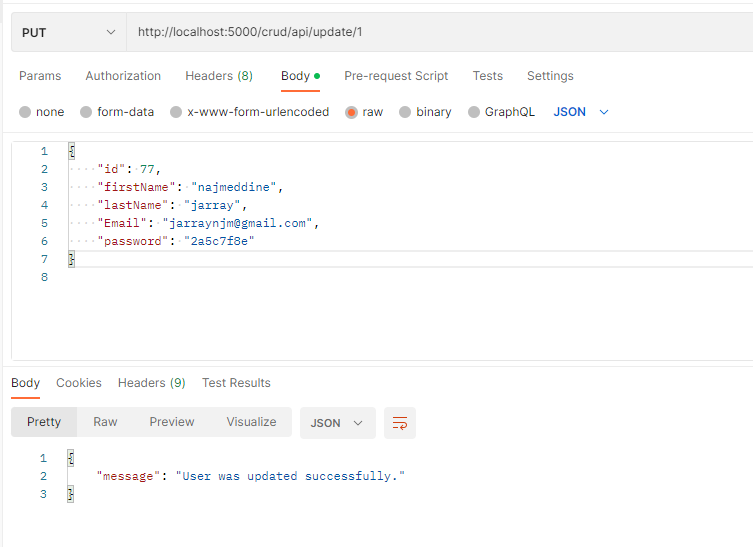 PUT http://localhost:5000/crud/api/update/1
Params Authorization Headers (8) Body Pre-request Script Tests Settings
none form-data x-www-form-urlencoded raw binary GraphQL JSON
1 {
2 "id": 77,
3 "firstName": "najmeddine",
4 "lastName": "jarray",
5 "Email": "jarraynjm@gmail.com",
6 "password": "2a5c7f8e"
7 }
8
Body Cookies Headers (9) Test Results
Pretty Raw Preview Visualize JSON
1 {
2 "message": "User was updated successfully."
3 }